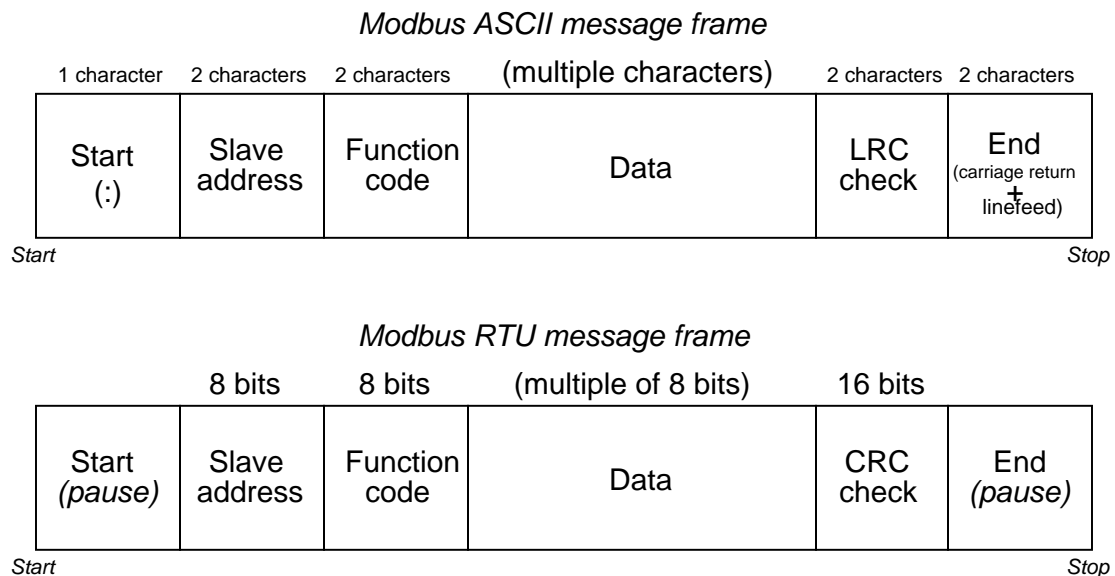 Modbus ASCII message frame
1 character 2 characters 2 characters (multiple characters) 2 characters 2 characters
Start
(:)
Slave
address
Function
code
Data
LRC
check
End
(carriage return
+
linefeed)
Start
Stop
Modbus RTU message frame
8 bits 8 bits (multiple of 8 bits) 16 bits
Start
(pause)
Slave
address
Function
code
Data
CRC
check
End
(pause)
Start
Stop